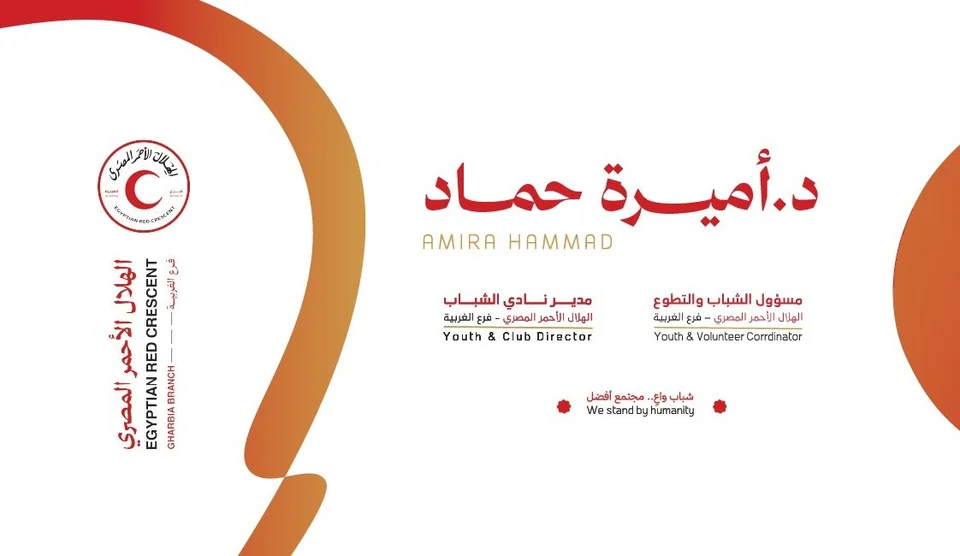 د.أميرة حماد
AMIRA HAMMAD
مسؤول الشباب والتطوع
الهلال الأحمر المصري - فرع الغربية
Youth & Volunteer Corrdinator
مدير نادي الشباب
الهلال الأحمر المصري - فرع الغربية
Youth & Club Director
شباب واعٍ.. مجتمع أفضل
We stand by humanity
الهلال الأحمر المصري
EGYPTIAN RED CRESCENT
الهلال الأحمر المصري
EGYPTIAN RED CRESCENT
فرع الغربية
GHARBIA BRANCH